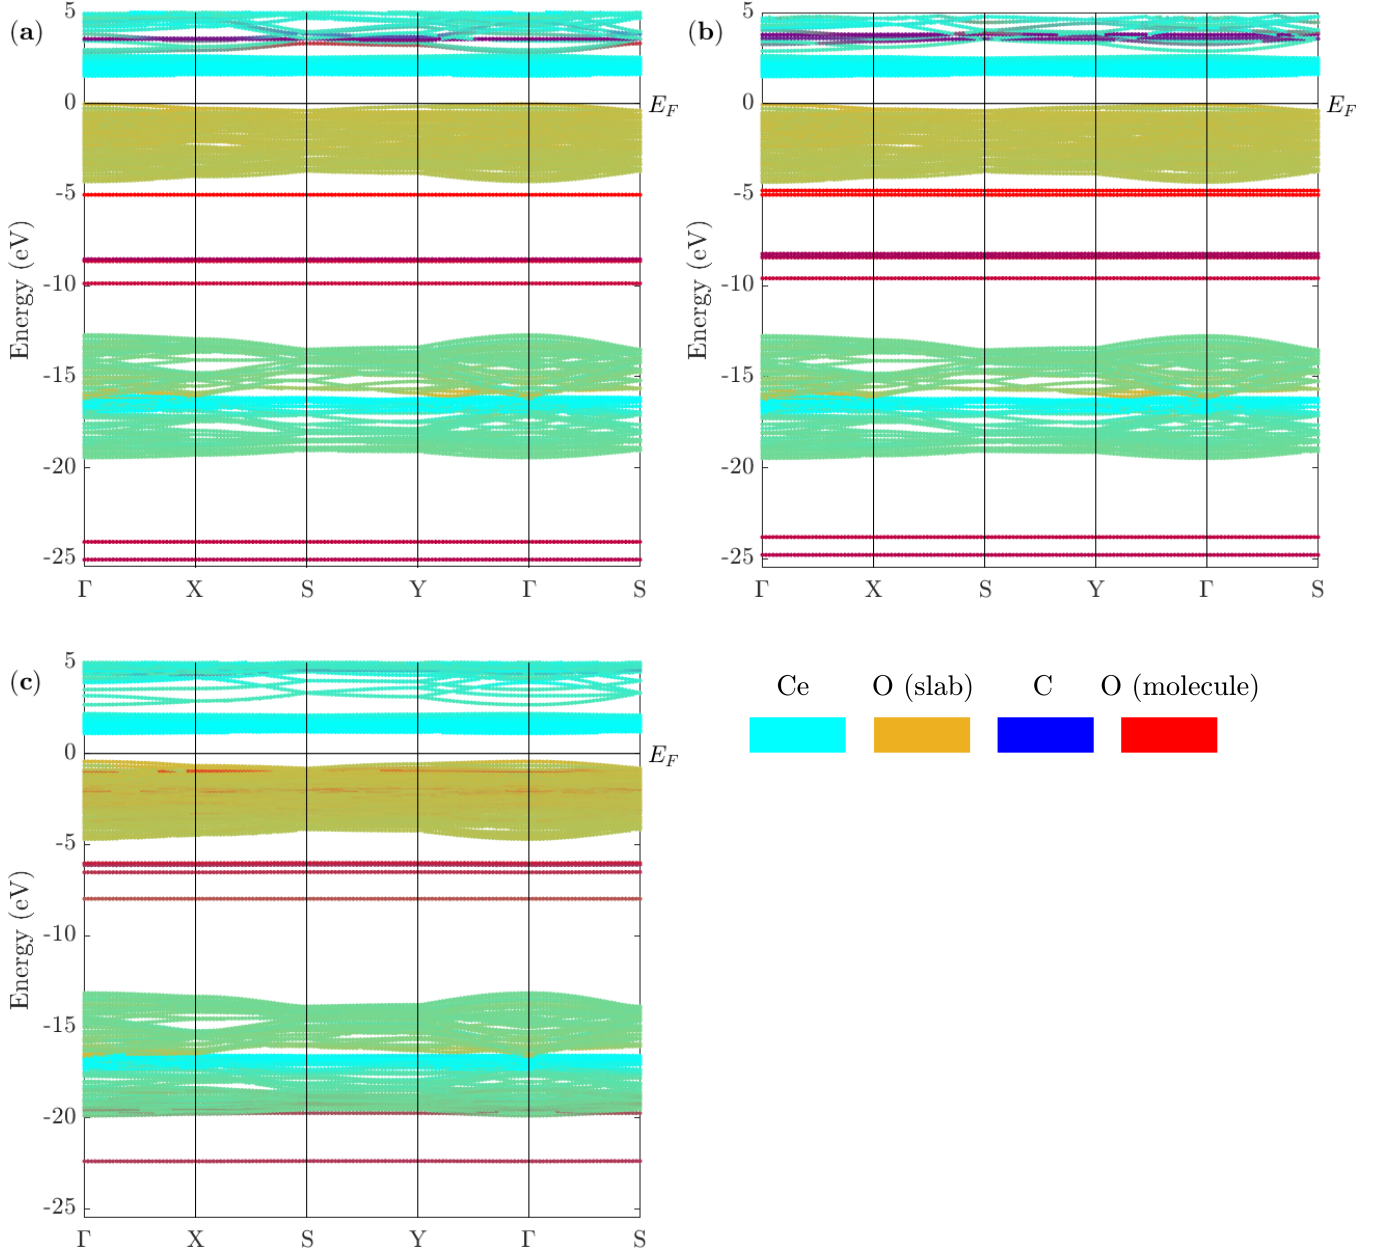 (a)
5
0
-5
-10
-15
-20
-25
Energy (eV)
E_F
Γ X S Y Γ S
(b)
5
0
-5
-10
-15
-20
-25
Energy (eV)
E_F
Γ X S Y Γ S
(c)
5
0
-5
-10
-15
-20
-25
Energy (eV)
E_F
Γ X S Y Γ S
Ce O (slab) C O (molecule)